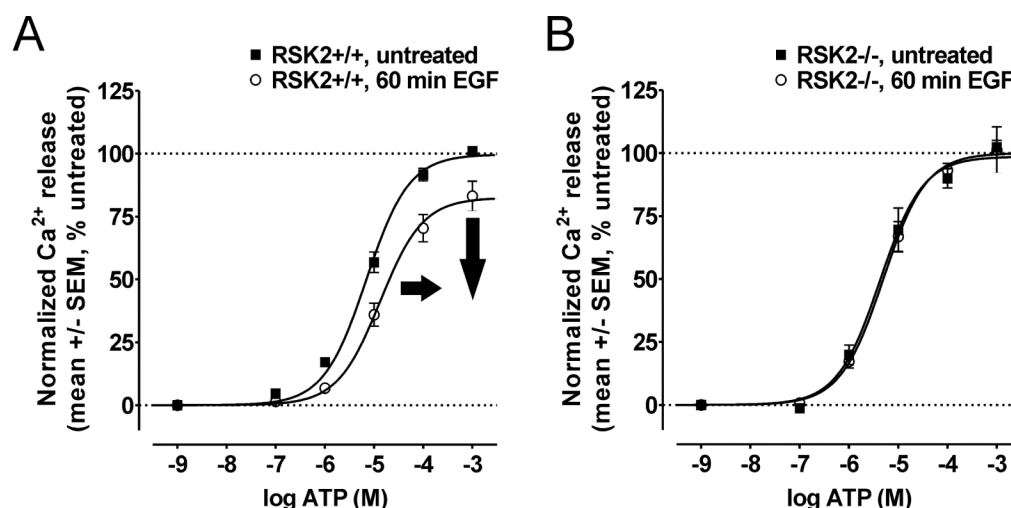 A
RSK2+/+, untreated
RSK2+/+, 60 min EGF
Normalized Ca²⁺ release
(mean +/- SEM, % untreated)
125
100
75
50
25
0
-9 -8 -7 -6 -5 -4 -3
log ATP (M)
B
RSK2-/-, untreated
RSK2-/-, 60 min EGF
Normalized Ca²⁺ release
(mean +/- SEM, % untreated)
125
100
75
50
25
0
-9 -8 -7 -6 -5 -4 -3
log ATP (M)